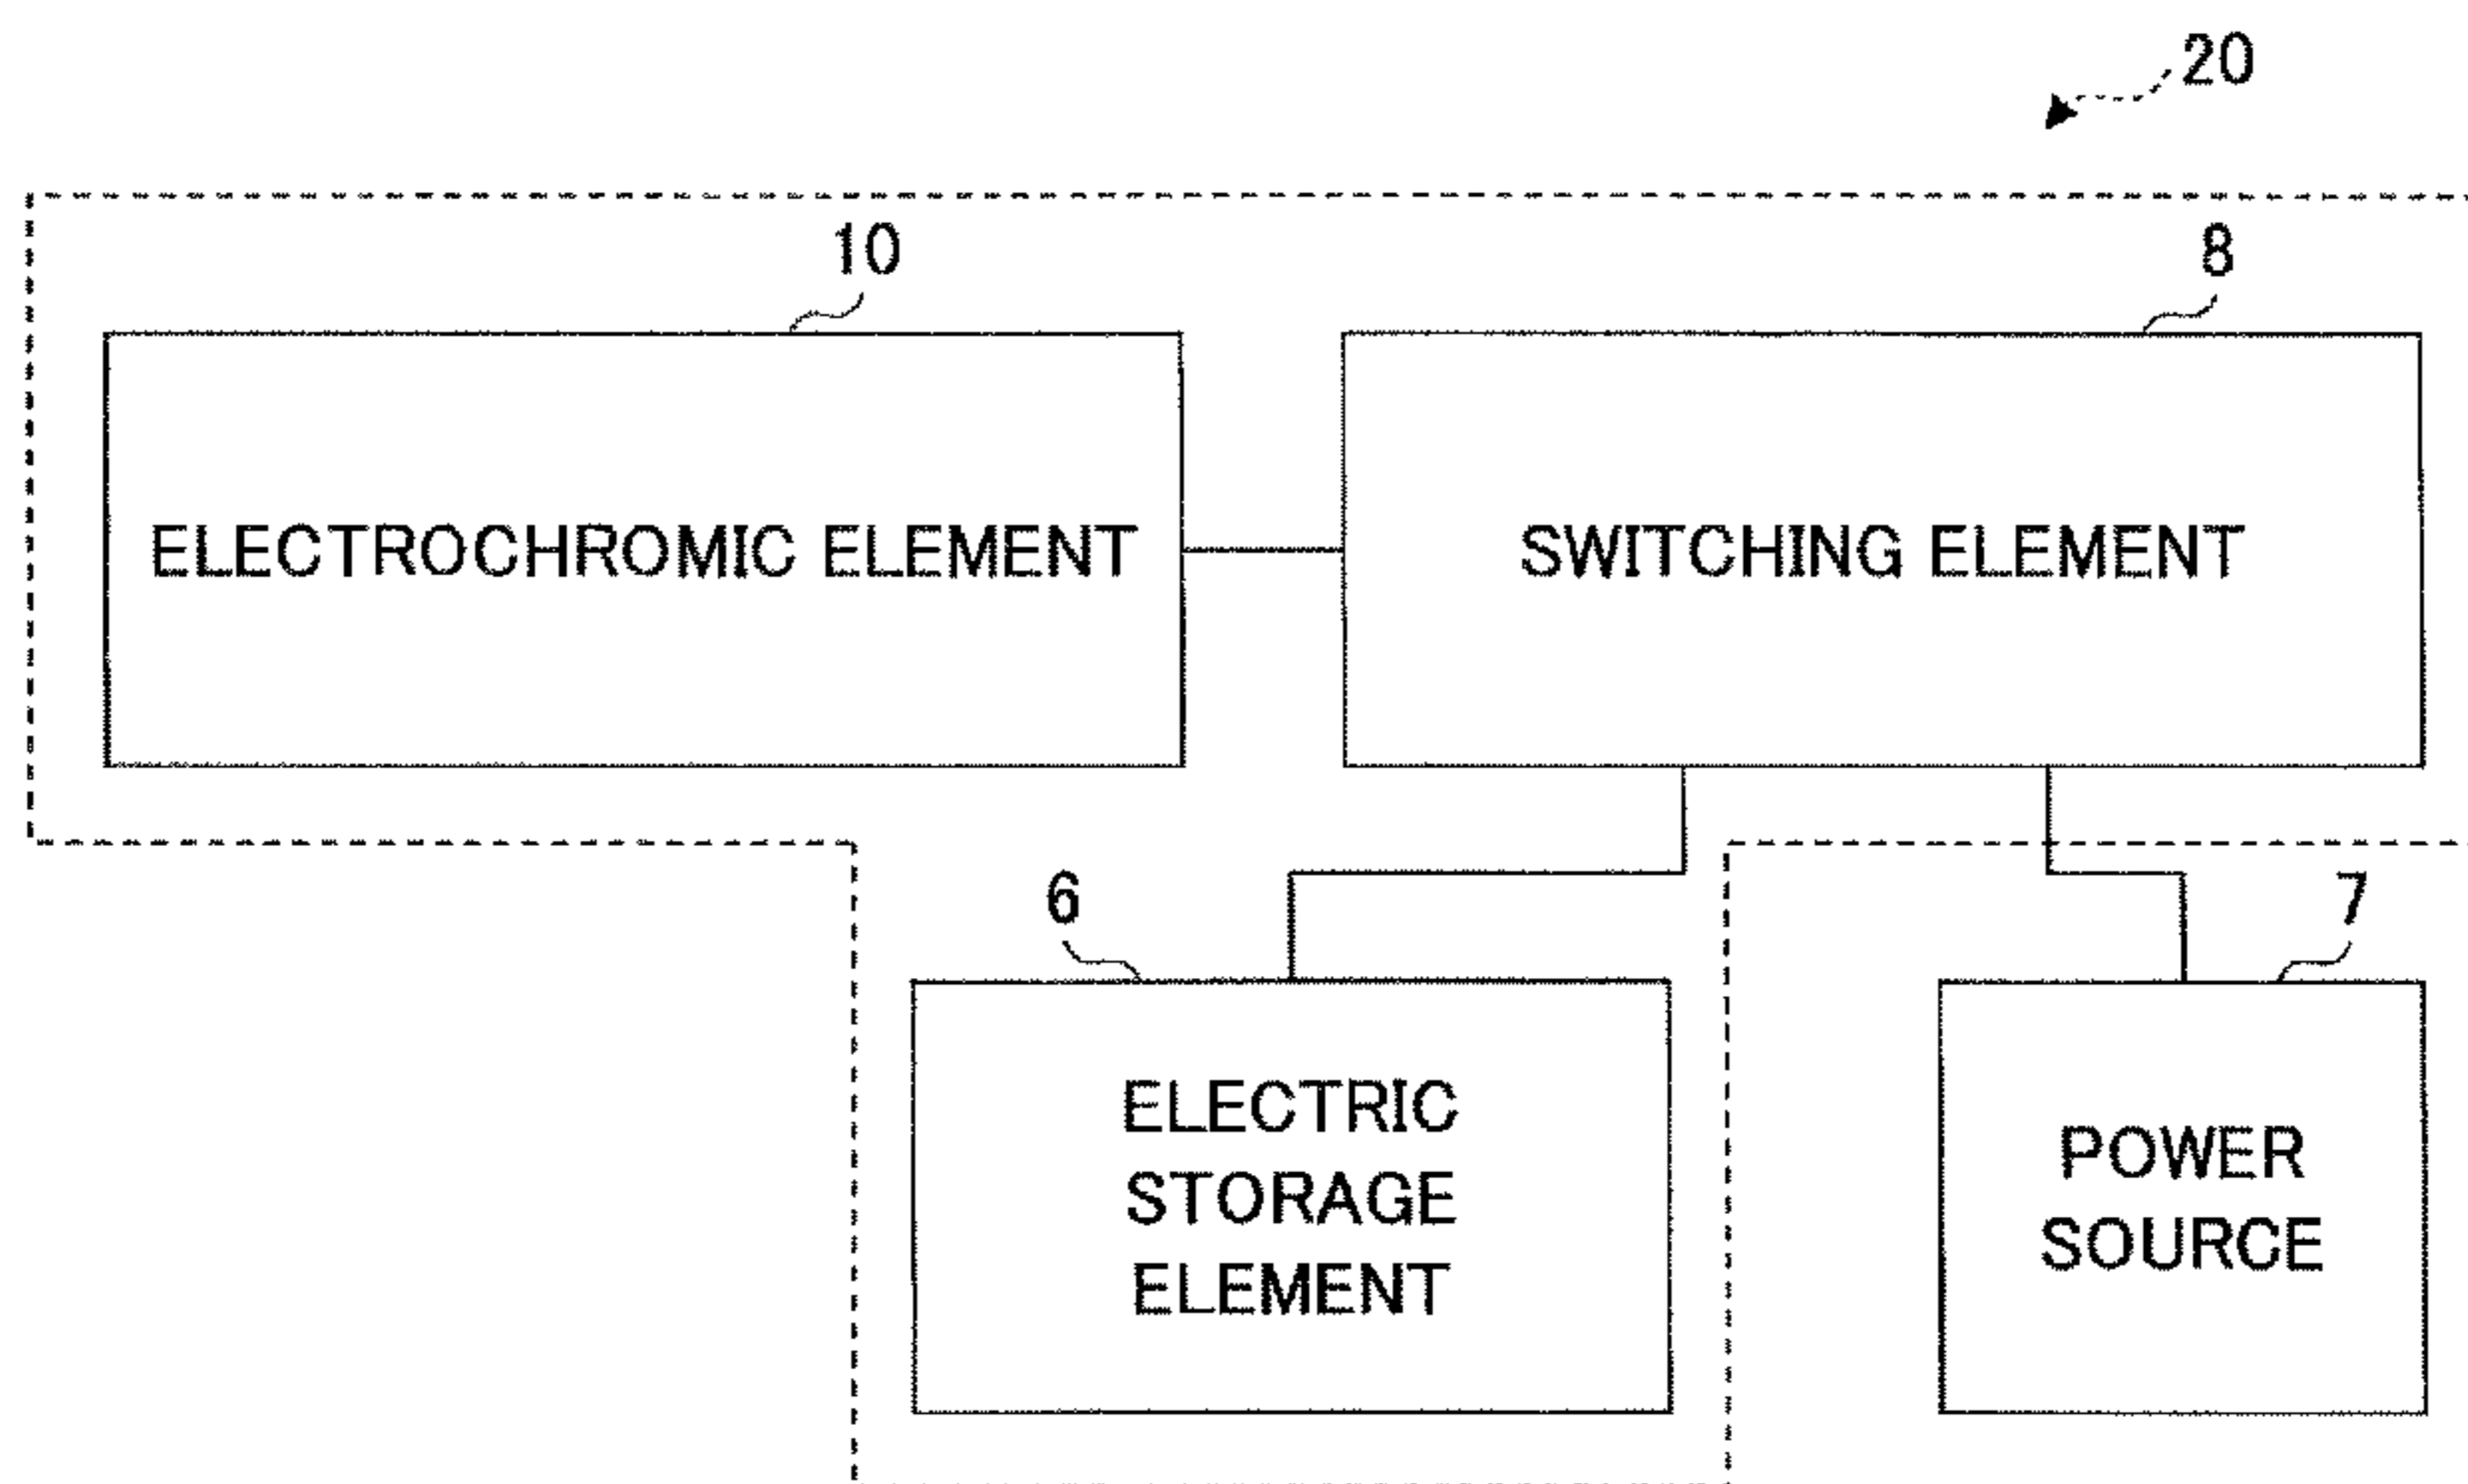 20
10
8
ELECTROCHROMIC ELEMENT
SWITCHING ELEMENT
6
7
ELECTRIC
STORAGE
ELEMENT
POWER
SOURCE